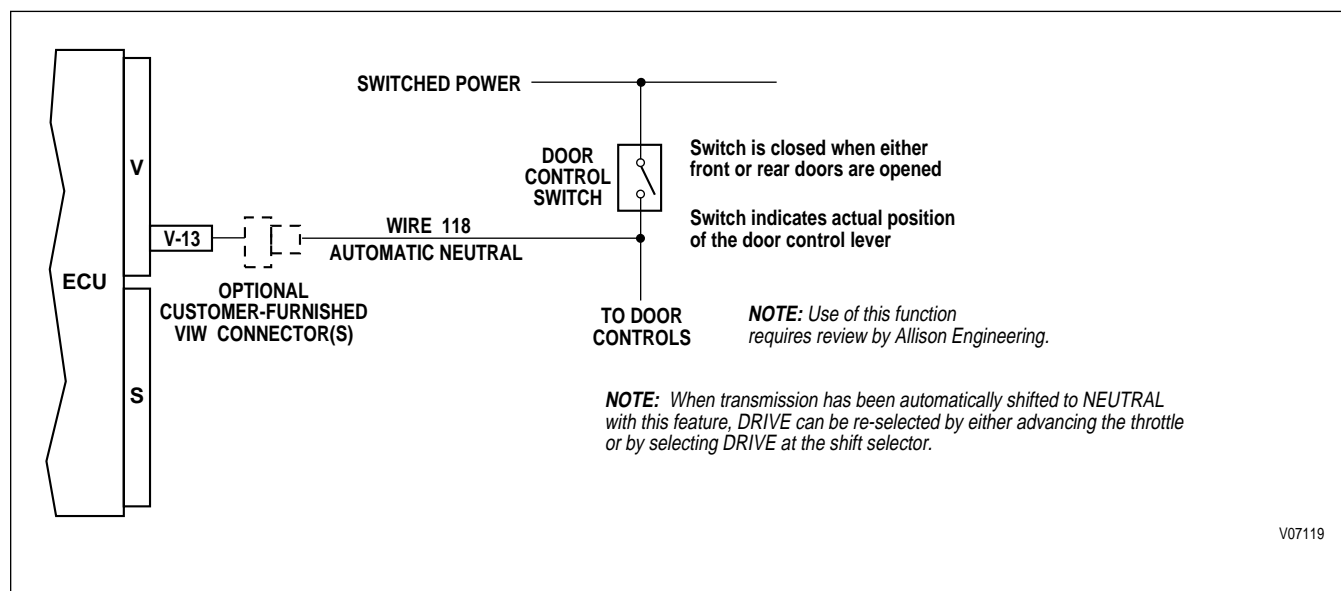 SWITCHED POWER
DOOR
CONTROL
SWITCH
Switch is closed when either
front or rear doors are opened
Switch indicates actual position
of the door control lever
V
V-13
WIRE 118
AUTOMATIC NEUTRAL
ECU
OPTIONAL
CUSTOMER-FURNISHED
VIW CONNECTOR(S)
TO DOOR
CONTROLS
NOTE: Use of this function
requires review by Allison Engineering.
S
NOTE: When transmission has been automatically shifted to NEUTRAL
with this feature, DRIVE can be re-selected by either advancing the throttle
or by selecting DRIVE at the shift selector.
V07119